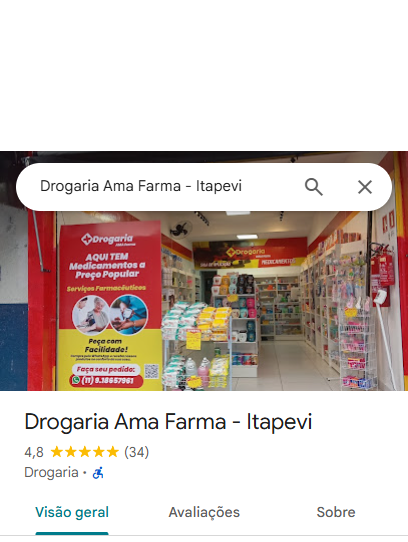 Drogaria Ama Farma - Itapevi
Drogaria
Drogaria
MEDICAMENTOS
AQUI TEM
Medicamentos a
Preço Popular
Serviços Farmacêuticos
Peça com
Facilidade!
Faça seu pedido:
(11) 9.18657961
Drogaria Ama Farma - Itapevi
4,8 (34)
Drogaria ·
Visão geral Avaliações Sobre